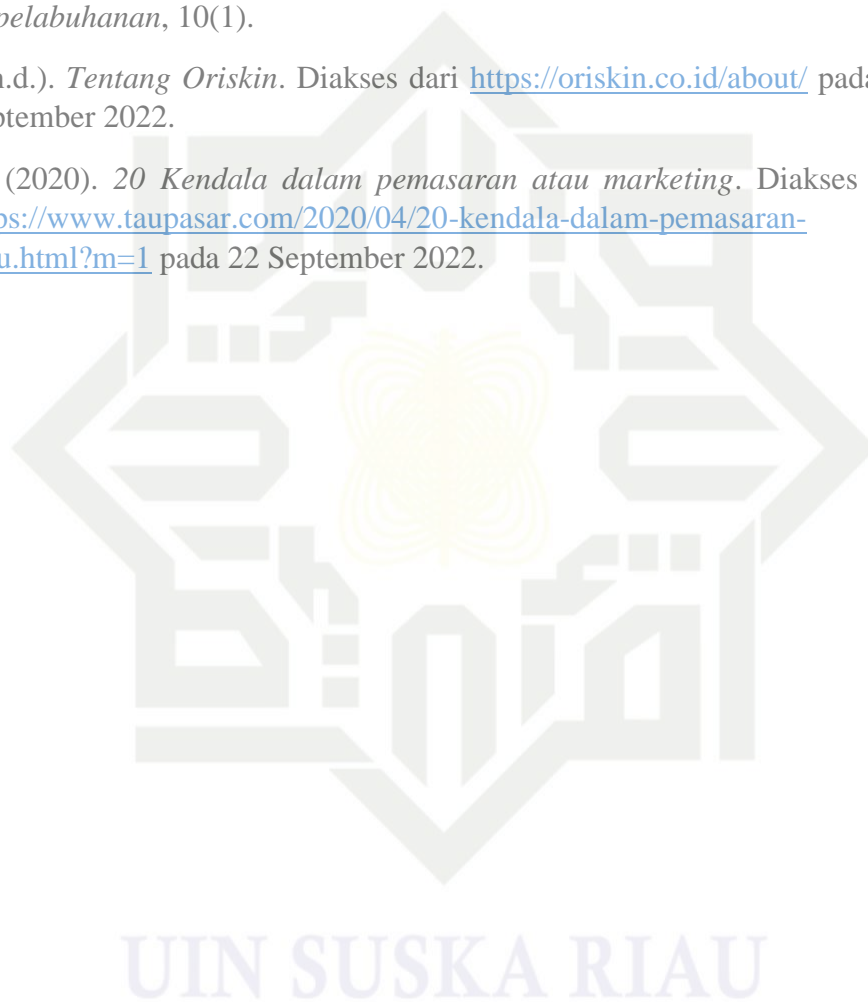 pelabuhanan, 10(1).
n.d.). Tentang Oriskin. Diakses dari https://oriskin.co.id/about/ pada
ptember 2022.
(2020). 20 Kendala dalam pemasaran atau marketing. Diakses
ps://www.taupasar.com/2020/04/20-kendala-dalam-pemasaran-
u.html?m=1 pada 22 September 2022.
UIN SUSKA RIAU